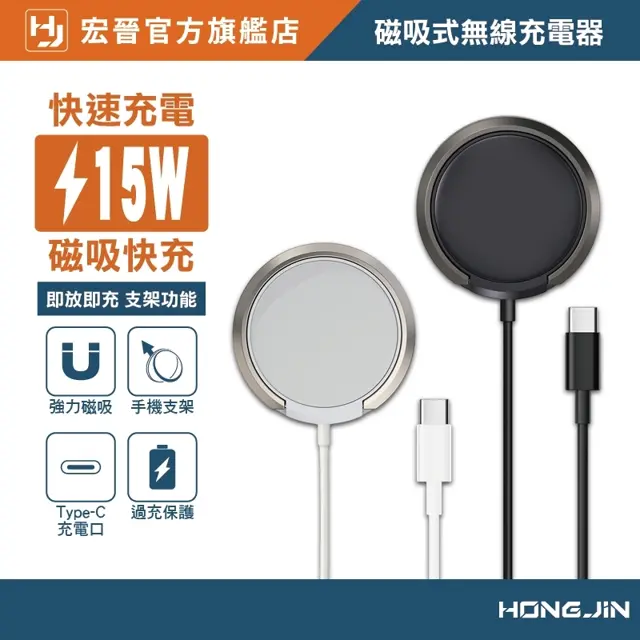 HJ 宏晉官方旗艦店
磁吸式無線充電器
快速充電
15W
磁吸快充
即放即充 支架功能
強力磁吸
手機支架
Type-C
充電口
過充保護
HONGJIN